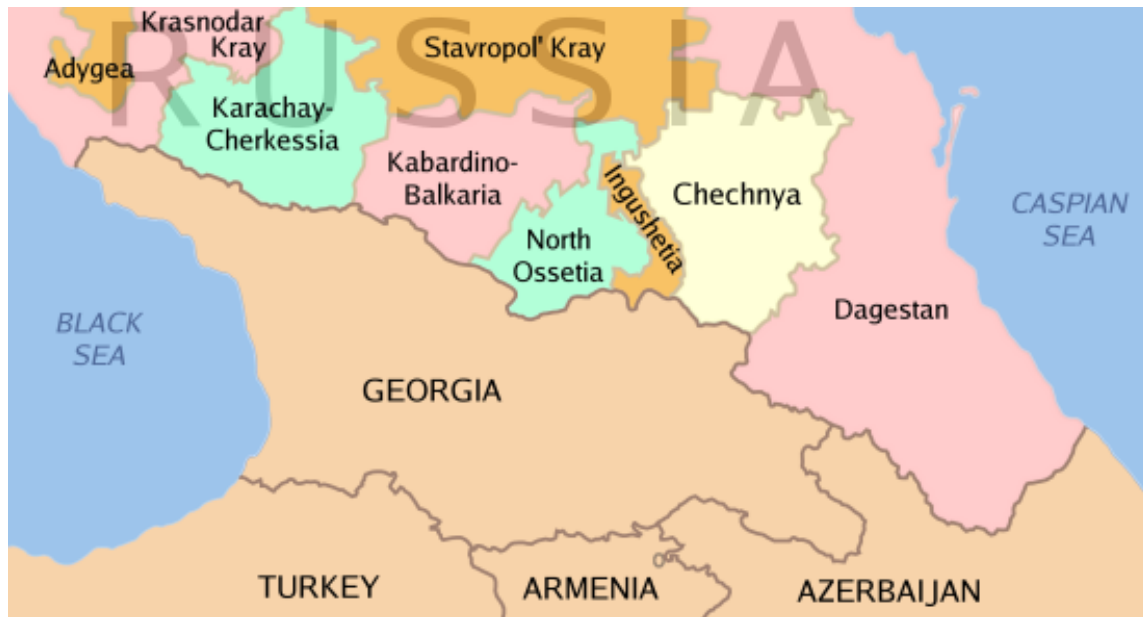 RUSSIA
Krasnodar
Kray
Stavropol' Kray
Adygea
Karachay-
Cherkessia
Kabardino-
Balkaria
Ingushetia
Chechnya
North
Ossetia
CASPIAN
SEA
Dagestan
BLACK
SEA
GEORGIA
TURKEY
ARMENIA
AZERBAIJAN